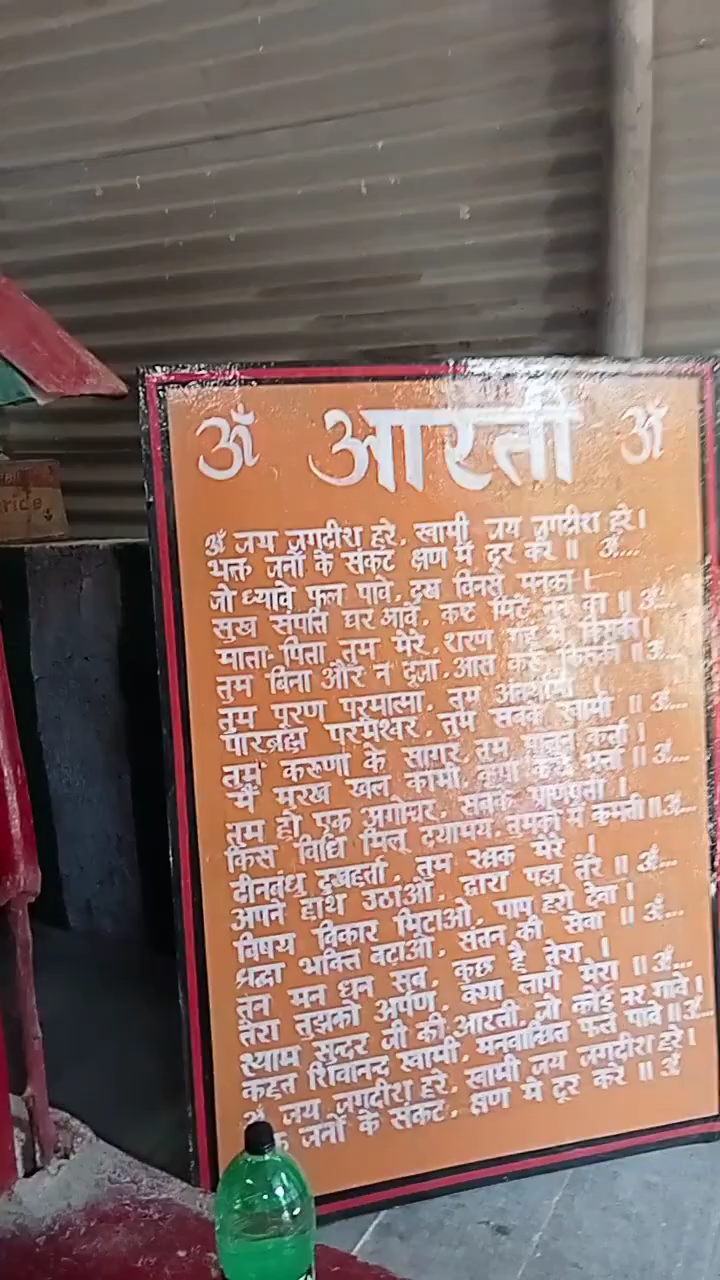 ॐ आरती ॐ
ॐ जय जगदीश हरे, स्वामी जय जगदीश हरे।
भक्त जनों के संकट क्षण में दूर करे ॥ ॐ...
जो ध्यावे फल पावे, दुख विनसे मनका।
सुख संपति घर आवे, कष्ट मिटे तन का ॥ ॐ...
माता-पिता तुम मेरे, शरण गहूं मैं किसकी।
तुम बिना और न दूजा, आस करूं किसकी ॥ ॐ...
तुम पूरण परमात्मा, तुम अंतर्यामी ।
पारब्रह्म परमेश्वर, तुम सबके स्वामी ॥ ॐ...
तुम करुणा के सागर, तुम पालन कर्ता ।
मैं मूरख खल कामी, कृपा करो भर्ता ॥ ॐ...
तुम हो एक अगोचर, सबके प्राणपती ।
किस विधि मिलू दयामय, तुमको मैं कुमती ॥ ॐ...
दीनबंधु दुखहर्ता, तुम रक्षक मेरे ।
अपने हाथ उठाओ, द्वारा पड़ा तेरे ॥ ॐ...
विषय विकार मिटाओ, पाप हरो देवा ।
श्रद्धा भक्ति बढाओ, संतन की सेवा ॥ ॐ...
तन मन धन सब, कुछ है तेरा ।
तेरा तुझको अर्पण, क्या लागे मेरा ॥ ॐ...
श्याम सुन्दर जी की आरती, जो कोई नर गावे।
कहत शिवानन्द स्वामी, मनवांछित फल पावे ॥ ॐ...
ॐ जय जगदीश हरे, स्वामी जय जगदीश हरे।
जनों के संकट, क्षण में दूर करे ॥ ॐ